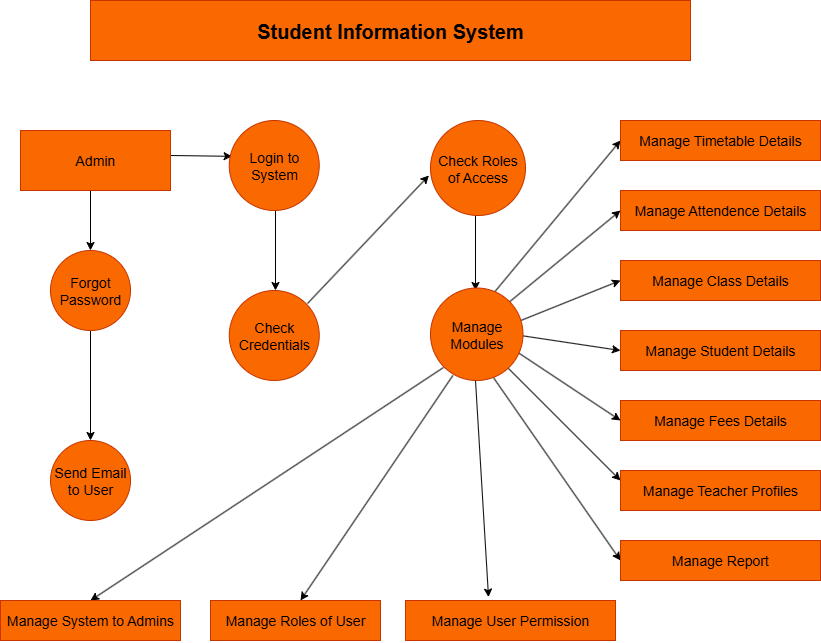 Student Information System
Admin
Login to
System
Check Roles
of Access
Manage Timetable Details
Manage Attendence Details
Manage Class Details
Forgot
Password
Check
Credentials
Manage
Modules
Manage Student Details
Manage Fees Details
Send Email
to User
Manage Teacher Profiles
Manage Report
Manage System to Admins
Manage Roles of User
Manage User Permission